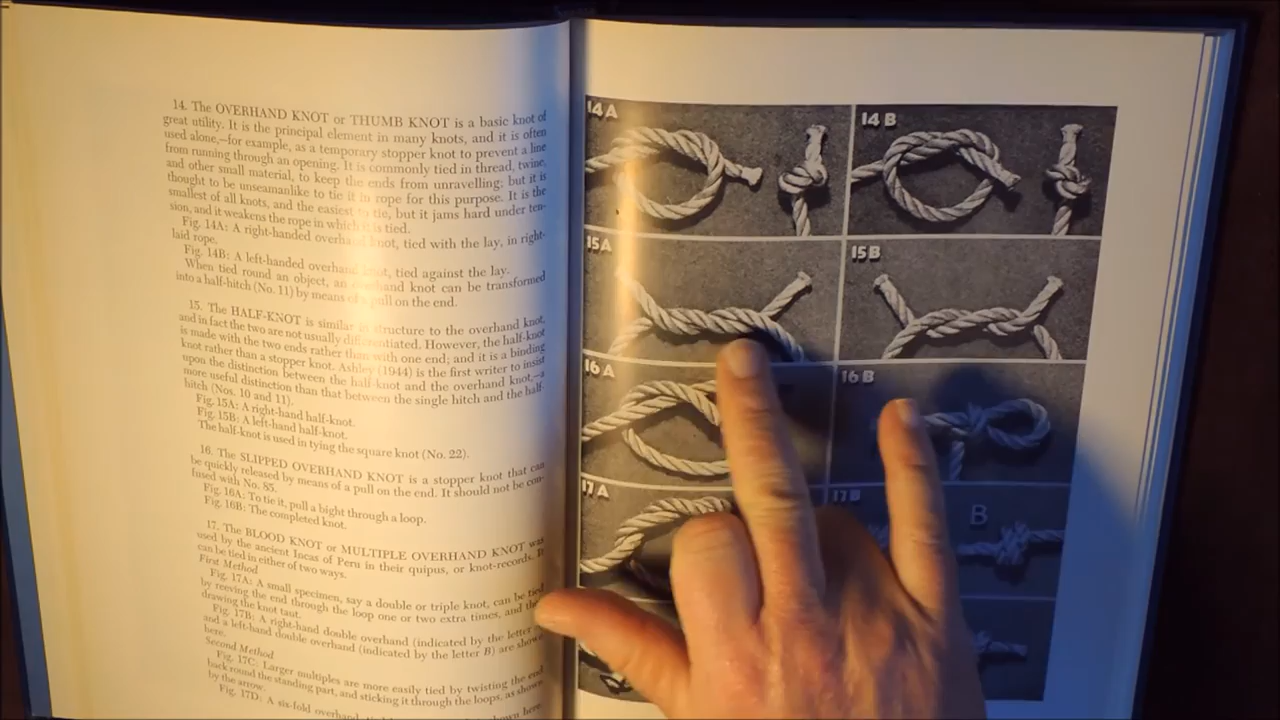 14. The OVERHAND KNOT or THUMB KNOT is a basic knot of
great utility. It is the principal element in many knots, and it is often
used alone,—for example, as a temporary stopper knot to prevent a line
from running through an opening. It is commonly tied in thread, twine,
and other small material, to keep the ends from unravelling; but it is
thought to be unseamanlike to tie it in rope for this purpose. It is the
smallest of all knots, and the easiest to tie, but it jams hard under ten-
sion, and it weakens the rope in which it is tied.
Fig. 14A: A right-handed overhand knot, tied with the lay, in right-
laid rope.
Fig. 14B: A left-handed overhand knot, tied against the lay.
When tied round an object, an overhand knot can be transformed
into a half-hitch (No. 11) by means of a pull on the end.
15. The HALF-KNOT is similar in structure to the overhand knot,
and in fact the two are not usually differentiated. However, the half-knot
is made with the two ends rather than with one end; and it is a binding
knot rather than a stopper knot. Ashley (1944) is the first writer to insist
upon the distinction between the half-knot and the overhand knot,—a
more useful distinction than that between the single hitch and the half-
hitch (Nos. 10 and 11).
Fig. 15A: A right-hand half-knot.
Fig. 15B: A left-hand half-knot.
The half-knot is used in tying the square knot (No. 22).
16. The SLIPPED OVERHAND KNOT is a stopper knot that can
be quickly released by means of a pull on the end. It should not be con-
fused with No. 85.
Fig. 16A: To tie it, pull a bight through a loop.
Fig. 16B: The completed knot.
17. The BLOOD KNOT or MULTIPLE OVERHAND KNOT was
used by the ancient Incas of Peru in their quipus, or knot-records. It
can be tied in either of two ways.
First Method
Fig. 17A: A small specimen, say a double or triple knot, can be tied
by reeving the end through the loop one or two extra times, and
drawing the knot taut.
Fig. 17B: A right-hand double overhand (indicated by the letter
and a left-hand double overhand (indicated by the letter B) are
here.
Second Method
Fig. 17C: Larger multiples are more easily tied by twisting the end
back round the standing part, and sticking it through the loops, as shown
by the arrow.
Fig. 17D: A six-fold overhand shown here.
14A
14B
15A
15B
16A
16B
17A
17B
B